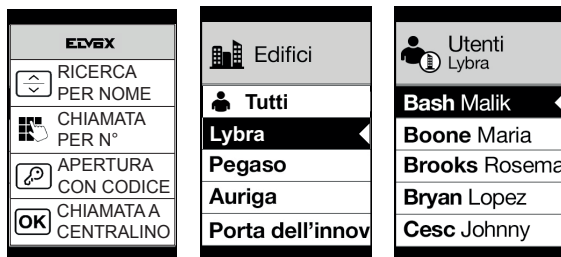 ELVOX
RICERCA
PER NOME
CHIAMATA
PER N°
APERTURA
CON CODICE
OK
CHIAMATA A
CENTRALINO
Edifici
Tutti
Lybra
Pegaso
Auriga
Porta dell'innov
Utenti
Lybra
Bash Malik
Boone Maria
Brooks Rosema
Bryan Lopez
Cesc Johnny